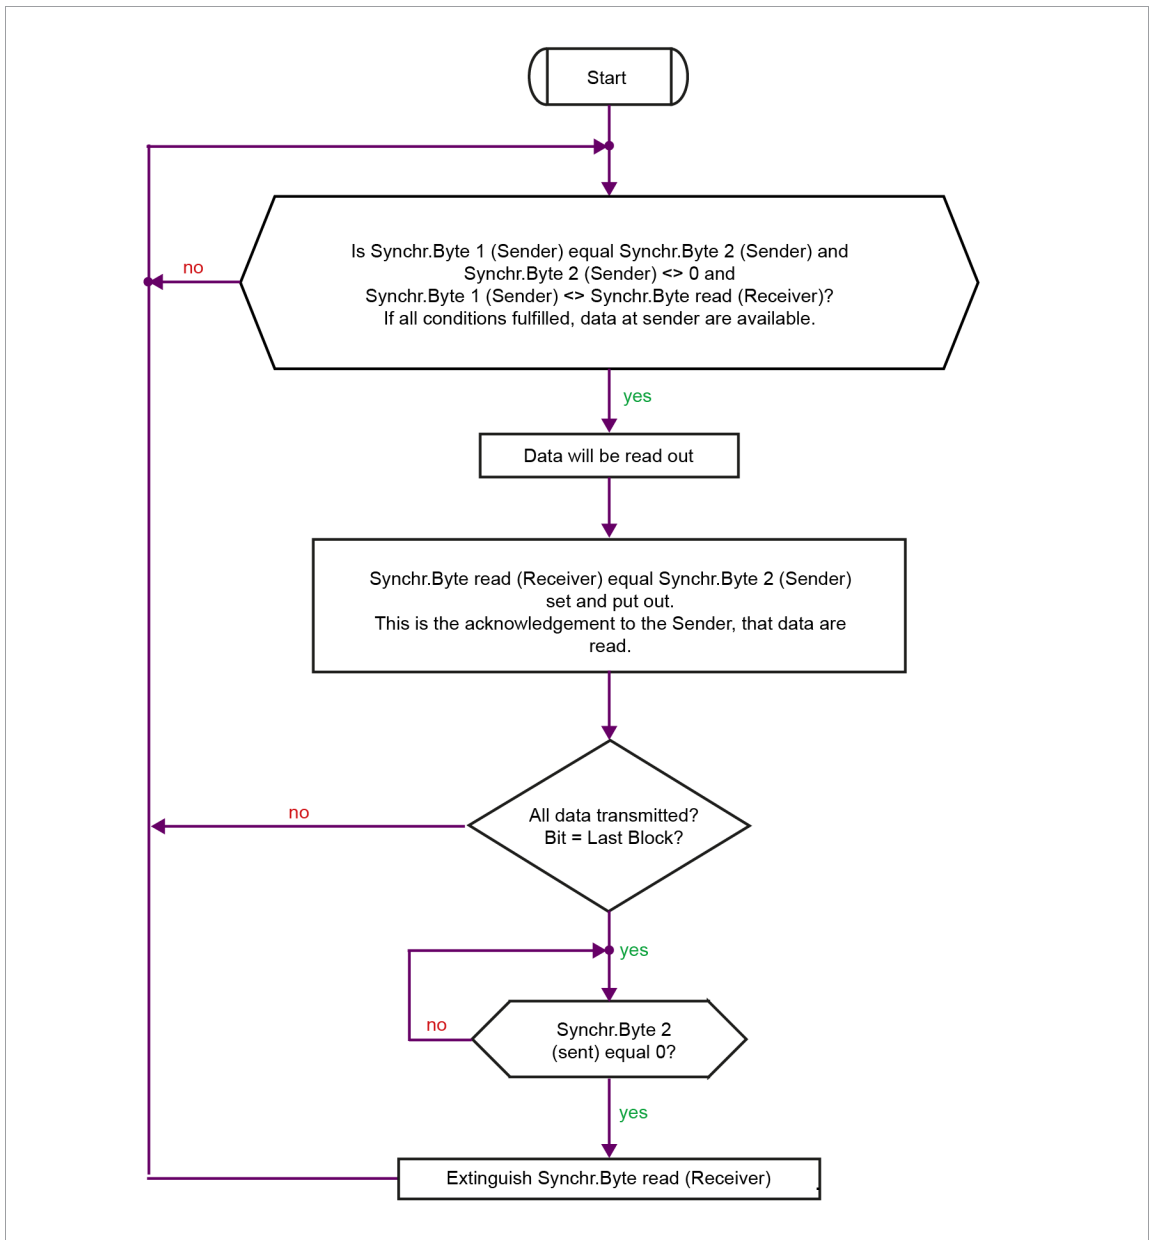 Start
Is Synchr.Byte 1 (Sender) equal Synchr.Byte 2 (Sender) and
Synchr.Byte 2 (Sender) <> 0 and
Synchr.Byte 1 (Sender) <> Synchr.Byte read (Receiver)?
If all conditions fulfilled, data at sender are available.
no
yes
Data will be read out
Synchr.Byte read (Receiver) equal Synchr.Byte 2 (Sender)
set and put out.
This is the acknowledgement to the Sender, that data are
read.
All data transmitted?
Bit = Last Block?
no
yes
Synchr.Byte 2
(sent) equal 0?
no
yes
Extinguish Synchr.Byte read (Receiver)